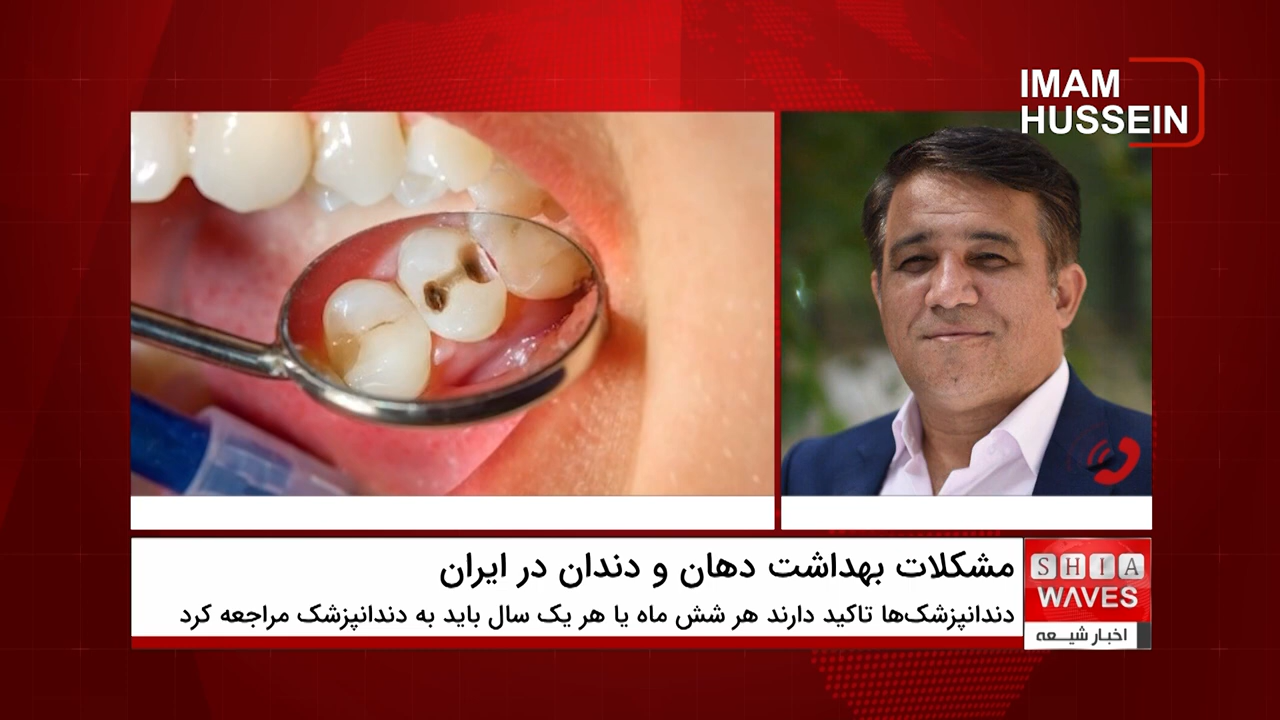 IMAM
HUSSEIN
مشکلات بهداشت دهان و دندان در ایران
دندانپزشک‌ها تاکید دارند هر شش ماه یا هر یک سال باید به دندانپزشک مراجعه کرد
SHIA
WAVES
اخبار شیـعه